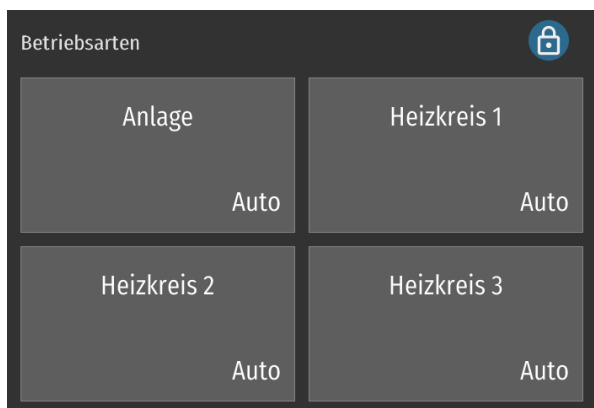 Betriebsarten
Anlage
Auto
Heizkreis 1
Auto
Heizkreis 2
Auto
Heizkreis 3
Auto